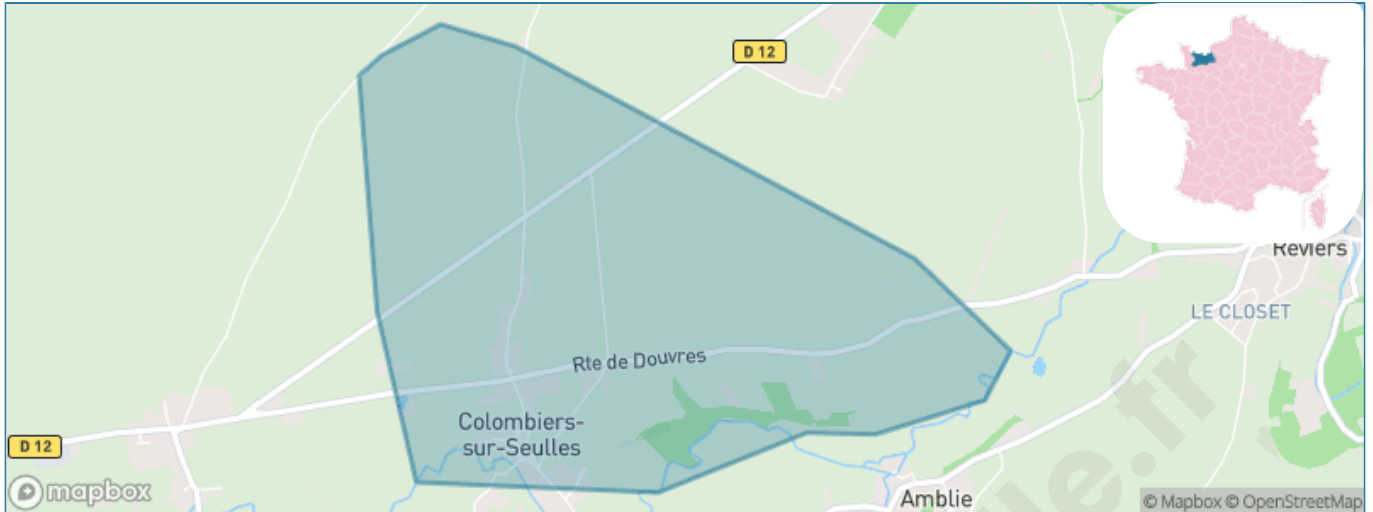 D 12
Reviers
LE CLOSET
Rte de Douvres
Colombiers-
sur-Seulles
D 12
mapbox
Amblie
© Mapbox © OpenStreetMap